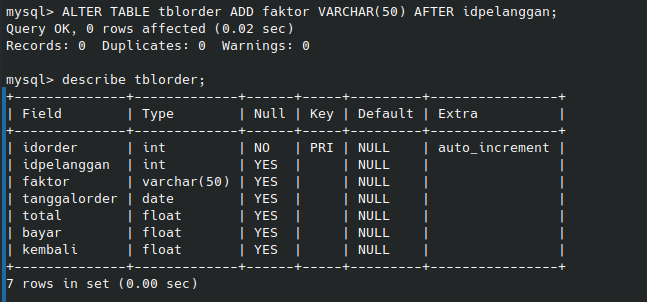 mysql> ALTER TABLE tblorder ADD faktor VARCHAR(50) AFTER idpelanggan;
Query OK, 0 rows affected (0.02 sec)
Records: 0  Duplicates: 0  Warnings: 0

mysql> describe tblorder;
+--------------+-------------+------+-----+---------+----------------+
| Field        | Type        | Null | Key | Default | Extra          |
+--------------+-------------+------+-----+---------+----------------+
| idorder      | int         | NO   | PRI | NULL    | auto_increment |
| idpelanggan  | int         | YES  |     | NULL    |                |
| faktor       | varchar(50) | YES  |     | NULL    |                |
| tanggalorder | date        | YES  |     | NULL    |                |
| total        | float       | YES  |     | NULL    |                |
| bayar        | float       | YES  |     | NULL    |                |
| kembali      | float       | YES  |     | NULL    |                |
+--------------+-------------+------+-----+---------+----------------+
7 rows in set (0.00 sec)